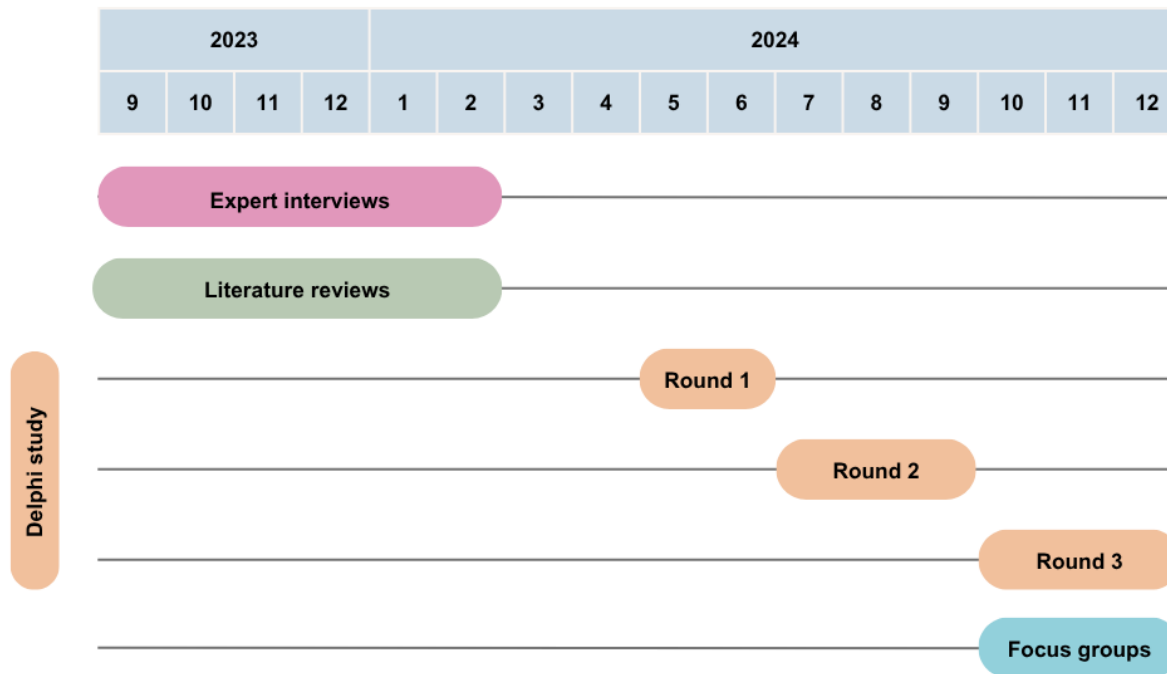 2023 2024
9 10 11 12 1 2 3 4 5 6 7 8 9 10 11 12
Expert interviews
Literature reviews
Delphi study
Round 1
Round 2
Round 3
Focus groups